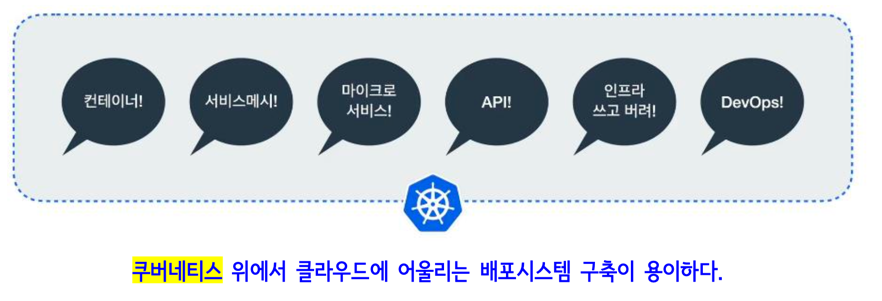 컨테이너!
서비스메시!
마이크로
서비스!
API!
인프라
쓰고 버려!
DevOps!
쿠버네티스 위에서 클라우드에 어울리는 배포시스템 구축이 용이하다.